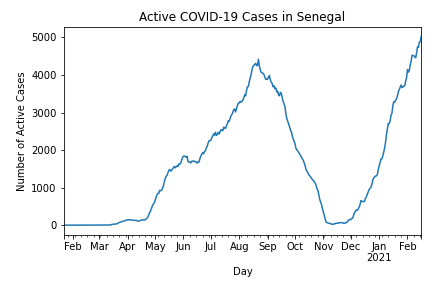 Active COVID-19 Cases in Senegal
Number of Active Cases
5000
4000
3000
2000
1000
0
Feb Mar Apr May Jun Jul Aug Sep Oct Nov Dec Jan Feb
2021
Day